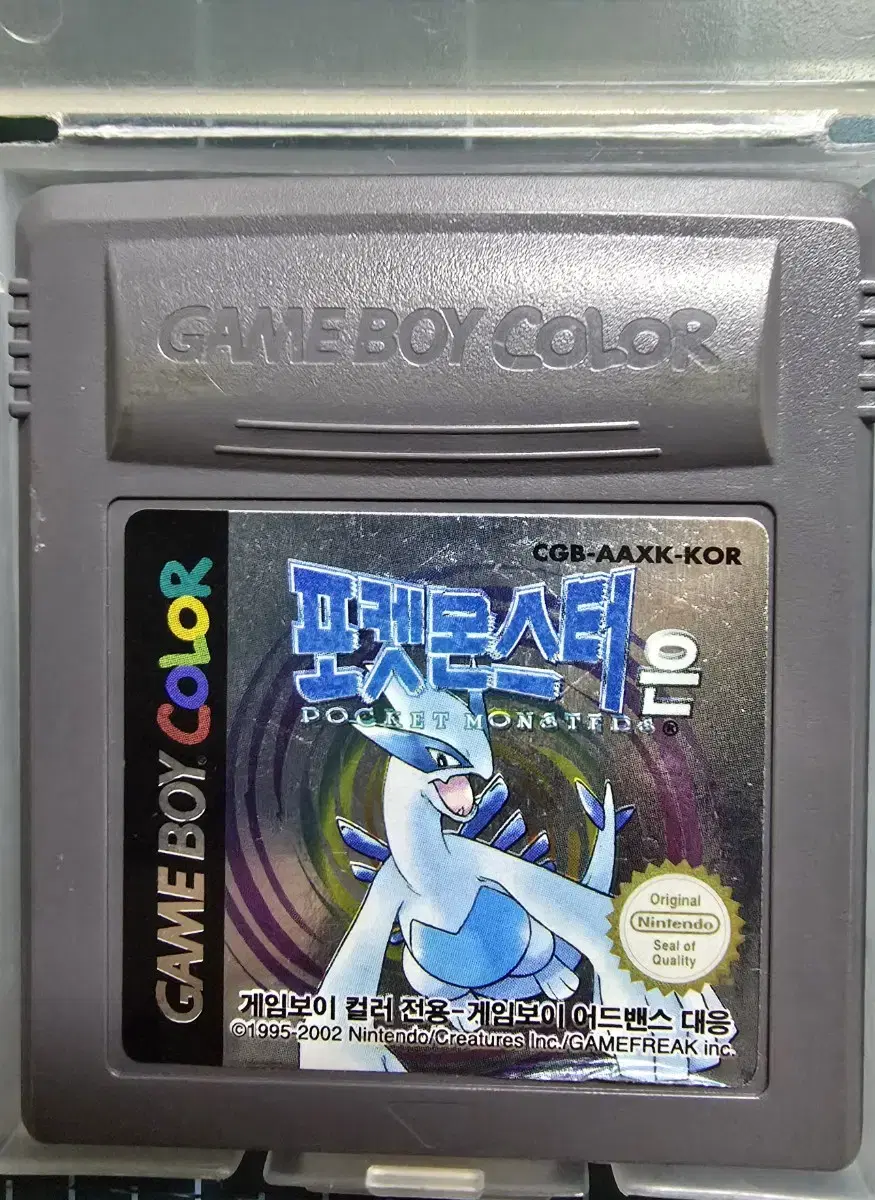 GAME BOY COLOR
GAME BOY COLOR
CGB-AAXK-KOR
포켓몬스터
은
POCKET MONSTERS®
Original
Nintendo
Seal of
Quality
게임보이 컬러 전용-게임보이 어드밴스 대응
©1995-2002 Nintendo/Creatures Inc./GAMEFREAK inc.